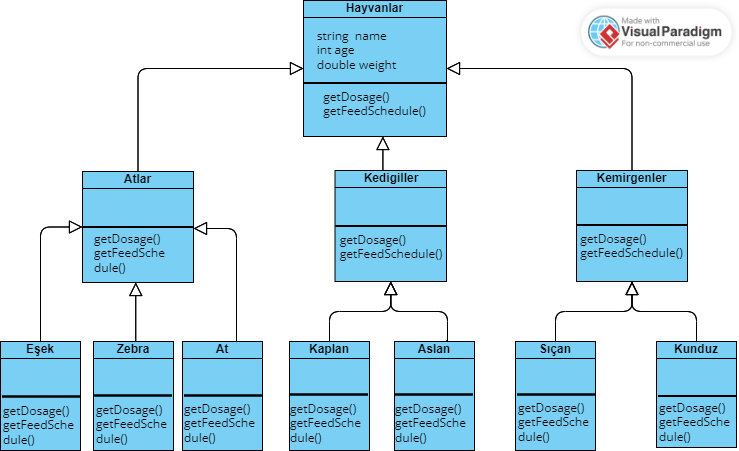 Hayvanlar
string name
int age
double weight
getDosage()
getFeedSchedule()
Made with
Visual Paradigm
For non-commercial use
Atlar
getDosage()
getFeedSche
dule()
Kedigiller
getDosage()
getFeedSchedule()
Kemirgenler
getDosage()
getFeedSchedule()
Eşek
getDosage()
getFeedSche
dule()
Zebra
getDosage()
getFeedSche
dule()
At
getDosage()
getFeedSche
dule()
Kaplan
getDosage()
getFeedSche
dule()
Aslan
getDosage()
getFeedSche
dule()
Sıçan
getDosage()
getFeedSche
dule()
Kunduz
getDosage()
getFeedSche
dule()